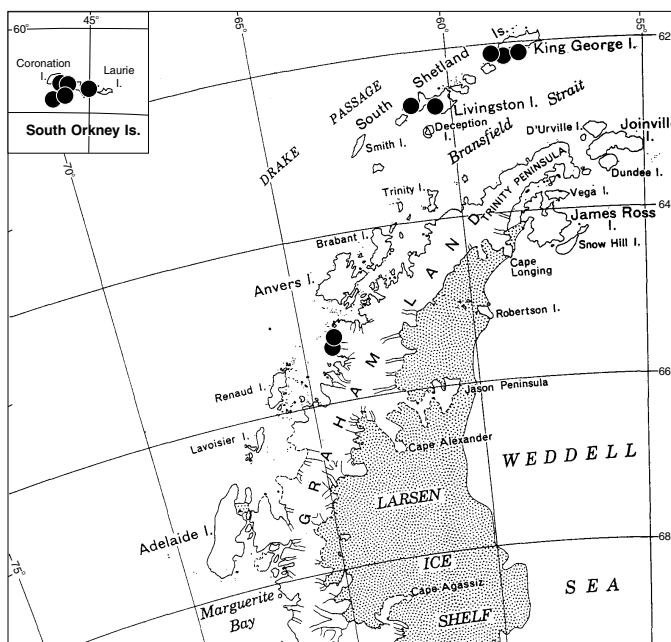 60°
45°
Coronation
I.
Laurie
I.
South Orkney Is.
65°
60°
55°
62
Is.
King George I.
Shetland
South
PASSAGE
DRAKE
Livingston I.
Strait
Deception
I.
Bransfield
Smith I.
D'Urville I.
Joinvill
I.
Dundee I.
TRINITY PENINSULA
Trinity I.
Vega I.
64
James Ross
I.
Snow Hill I.
Brabant I.
Cape
Longing
Anvers I.
Robertson I.
70°
GRAHAM LAND
Renaud I.
66
Jason Peninsula
Lavoisier I.
Cape Alexander
WEDDELL
LARSEN
Adelaide I.
68
ICE
SEA
75°
Cape Agassiz
Marguerite
Bay
SHELF